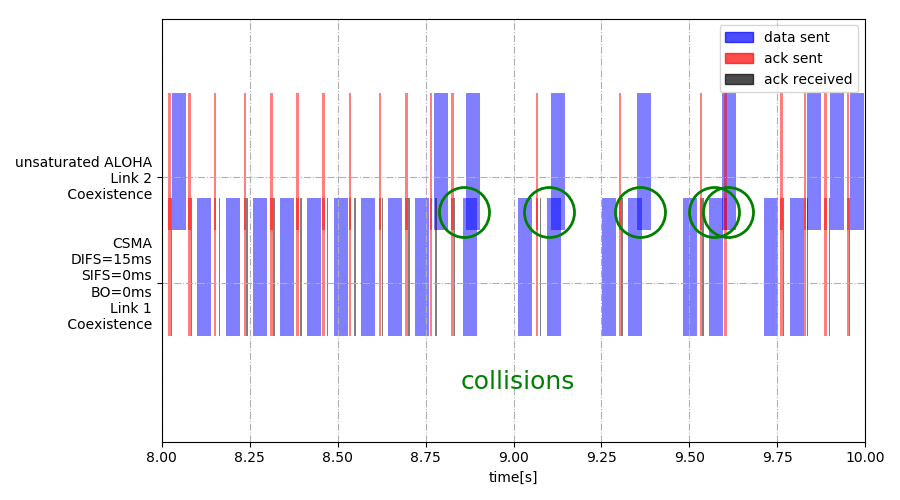 data sent
ack sent
ack received
unsaturated ALOHA
Link 2
Coexistence
CSMA
DIFS=15ms
SIFS=0ms
BO=0ms
Link 1
Coexistence
collisions
8.00 8.25 8.50 8.75 9.00 9.25 9.50 9.75 10.00
time[s]